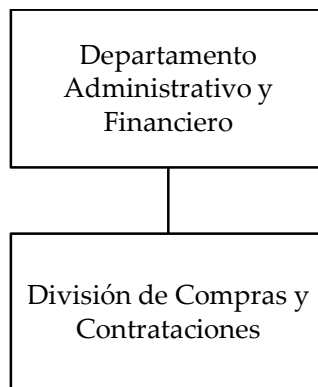 Departamento
Administrativo y
Financiero
División de Compras y
Contrataciones